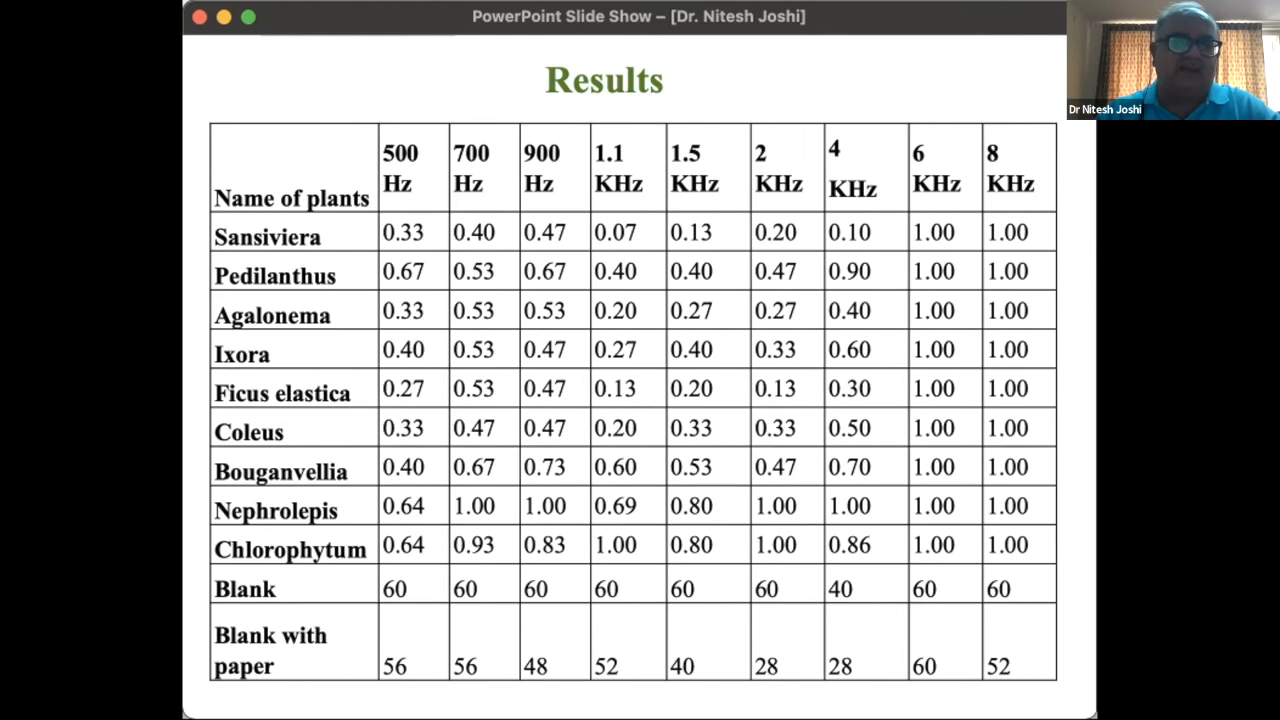 PowerPoint Slide Show – [Dr. Nitesh Joshi]
Dr Nitesh Joshi
Results
Name of plants 500 Hz 700 Hz 900 Hz 1.1 KHz 1.5 KHz 2 KHz 4 KHz 6 KHz 8 KHz
Sansiviera 0.33 0.40 0.47 0.07 0.13 0.20 0.10 1.00 1.00
Pedilanthus 0.67 0.53 0.67 0.40 0.40 0.47 0.90 1.00 1.00
Agalonema 0.33 0.53 0.53 0.20 0.27 0.27 0.40 1.00 1.00
Ixora 0.40 0.53 0.47 0.27 0.40 0.33 0.60 1.00 1.00
Ficus elastica 0.27 0.53 0.47 0.13 0.20 0.13 0.30 1.00 1.00
Coleus 0.33 0.47 0.47 0.20 0.33 0.33 0.50 1.00 1.00
Bouganvellia 0.40 0.67 0.73 0.60 0.53 0.47 0.70 1.00 1.00
Nephrolepis 0.64 1.00 1.00 0.69 0.80 1.00 1.00 1.00 1.00
Chlorophytum 0.64 0.93 0.83 1.00 0.80 1.00 0.86 1.00 1.00
Blank 60 60 60 60 60 60 40 60 60
Blank with
paper 56 56 48 52 40 28 28 60 52